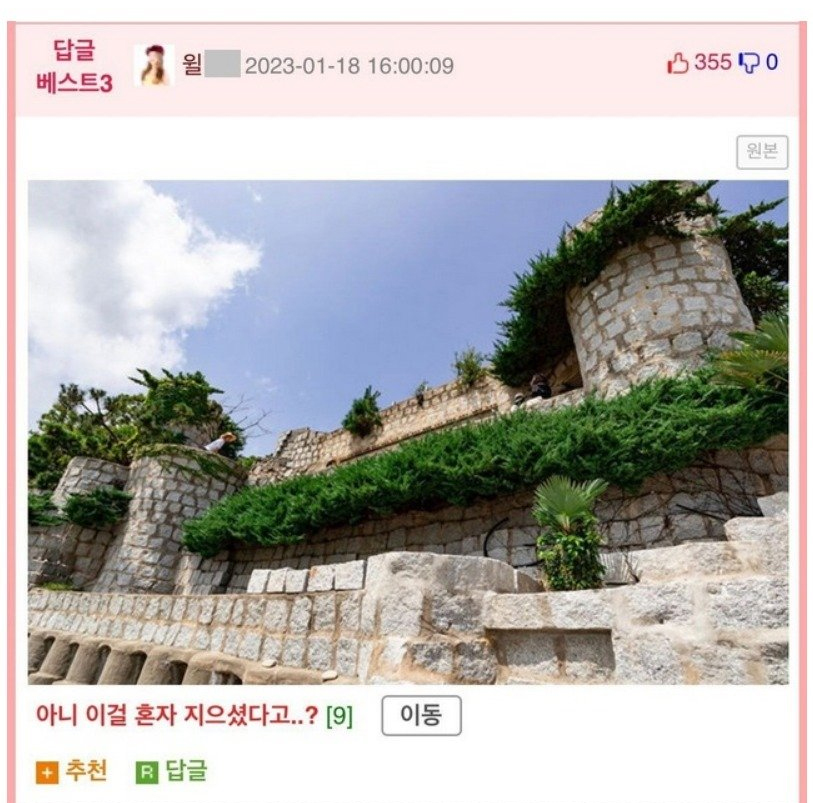 답글
베스트3
윌 2023-01-18 16:00:09
355 0
원본
아니 이걸 혼자 지으셨다고..? [9] 이동
+ 추천 R 답글